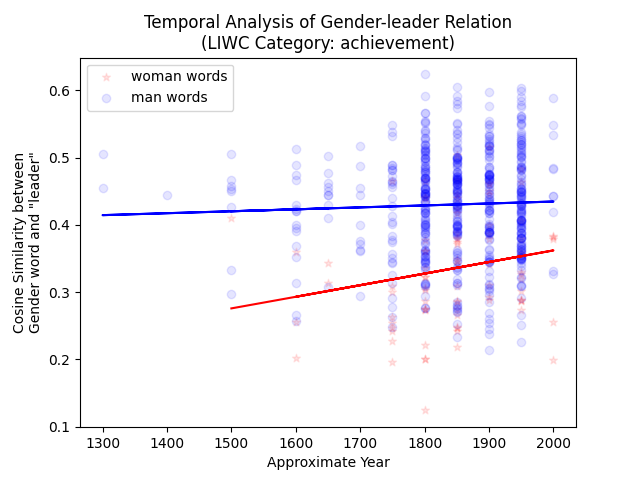 Temporal Analysis of Gender-leader Relation
(LIWC Category: achievement)
woman words
man words
Cosine Similarity between
Gender word and "leader"
0.6
0.5
0.4
0.3
0.2
0.1
1300 1400 1500 1600 1700 1800 1900 2000
Approximate Year